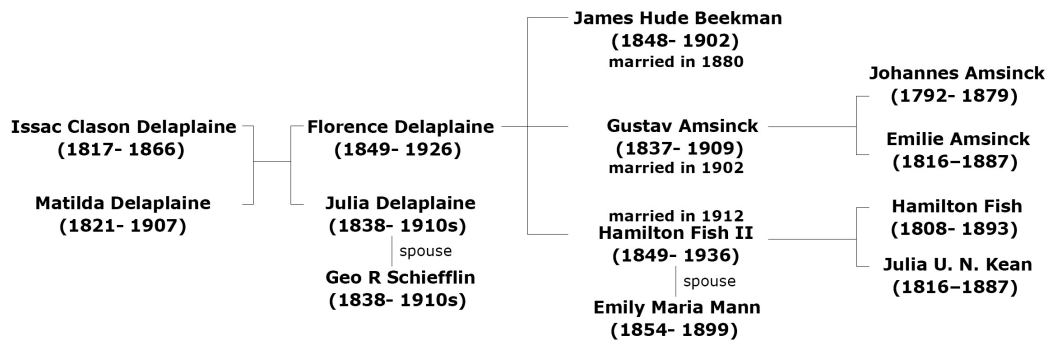 James Hude Beekman
(1848- 1902)
married in 1880
Johannes Amsinck
(1792- 1879)
Issac Clason Delaplaine
(1817- 1866)
Florence Delaplaine
(1849- 1926)
Gustav Amsinck
(1837- 1909)
married in 1902
Emilie Amsinck
(1816–1887)
Matilda Delaplaine
(1821- 1907)
Julia Delaplaine
(1838- 1910s)
spouse
Geo R Schiefflin
(1838- 1910s)
married in 1912
Hamilton Fish II
(1849- 1936)
spouse
Emily Maria Mann
(1854- 1899)
Hamilton Fish
(1808- 1893)
Julia U. N. Kean
(1816–1887)